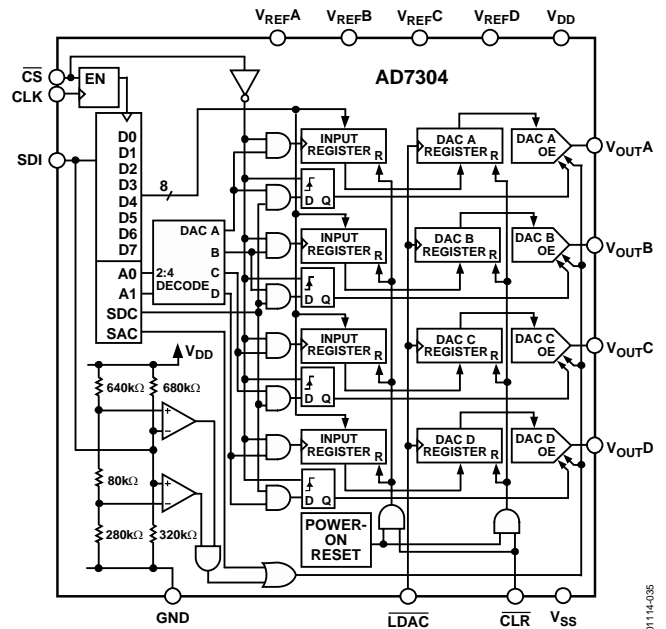 VREFA VREFB VREFC VREFD VDD
CS
EN
AD7304
CLK
SDI
D0
D1
D2
D3
D4
D5
D6
D7
8
A0
A1
SDC
SAC
2:4
DECODE
DAC A
B
C
D
INPUT
REGISTER R
DAC A
REGISTER R
DAC A
OE
VOUTA
D Q
INPUT
REGISTER R
DAC B
REGISTER R
DAC B
OE
VOUTB
D Q
INPUT
REGISTER R
DAC C
REGISTER R
DAC C
OE
VOUTC
D Q
INPUT
REGISTER R
DAC D
REGISTER R
DAC D
OE
VOUTD
D Q
VDD
640kΩ 680kΩ
+
−
80kΩ
+
−
280kΩ 320kΩ
POWER-
ON
RESET
GND
LDAC
CLR
VSS
01114-035